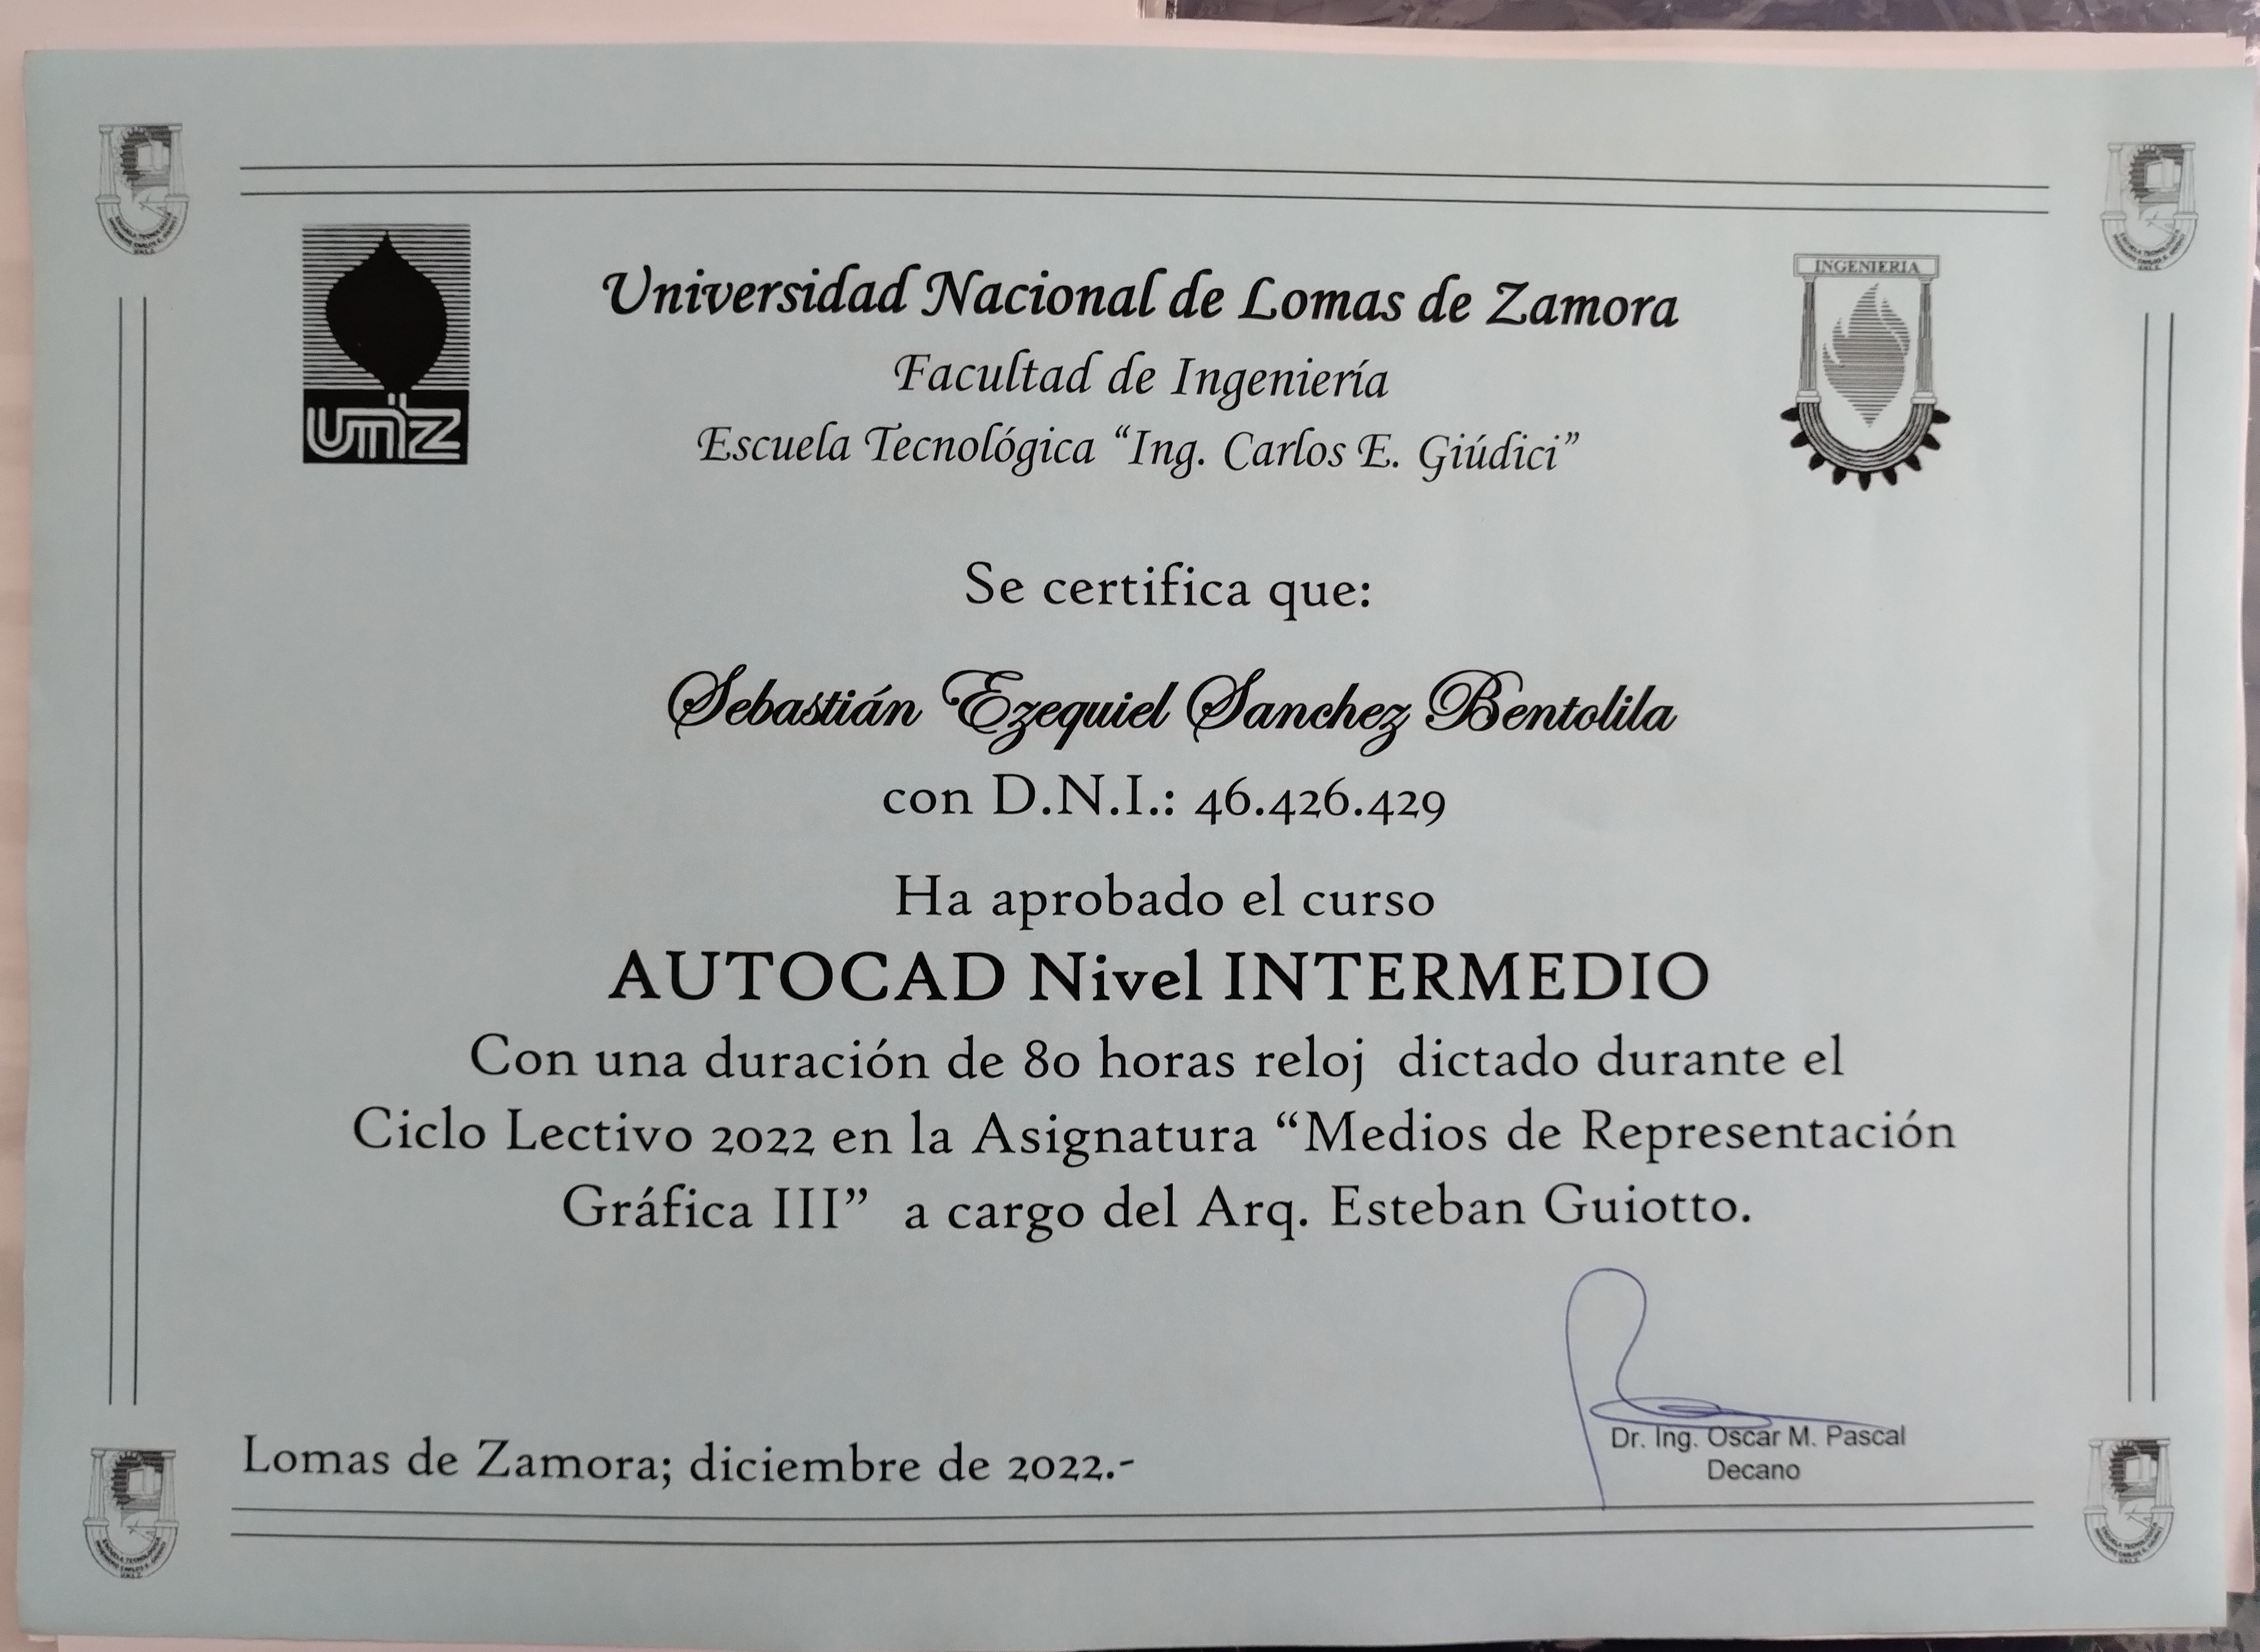 Universidad Nacional de Lomas de Zamora
Facultad de Ingeniería
Escuela Tecnológica “Ing. Carlos E. Giúdici”
INGENIERIA
Se certifica que:
Sebastián Ezequiel Sanchez Bentolila
con D.N.I.: 46.426.429
Ha aprobado el curso
AUTOCAD Nivel INTERMEDIO
Con una duración de 80 horas reloj dictado durante el
Ciclo Lectivo 2022 en la Asignatura “Medios de Representación
Gráfica III” a cargo del Arq. Esteban Guiotto.
Dr. Ing. Oscar M. Pascal
Decano
Lomas de Zamora; diciembre de 2022.-